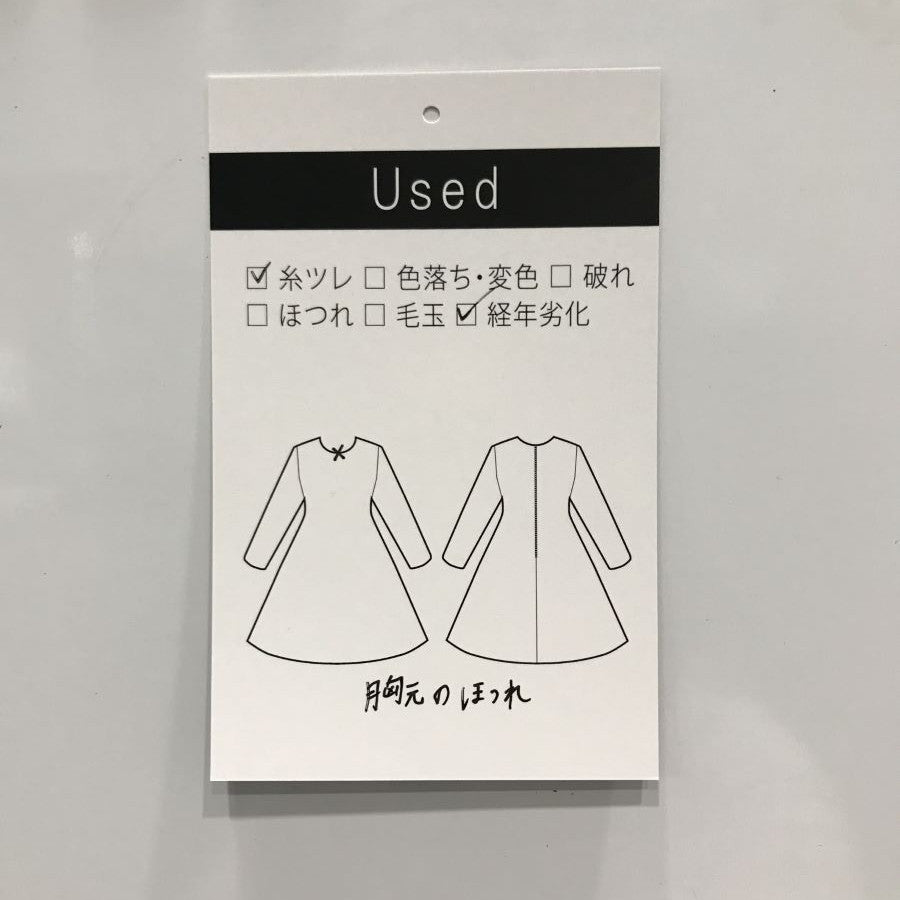 Used
☑ 糸ツレ ☐ 色落ち・変色 ☐ 破れ
☐ ほつれ ☐ 毛玉 ☑ 経年劣化
胸元のほつれ